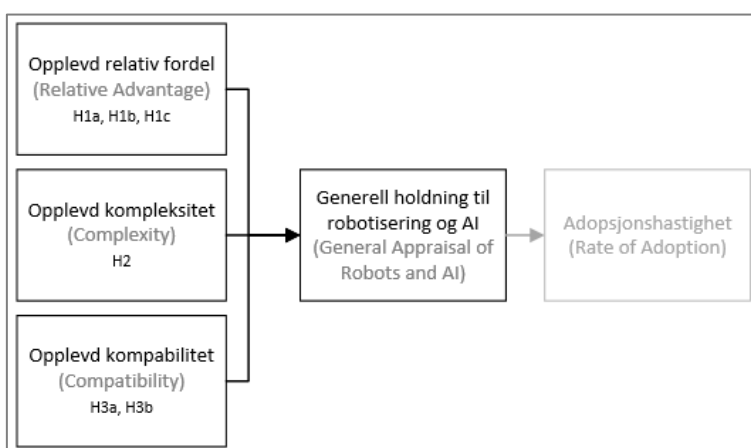 Opplevd relativ fordel
(Relative Advantage)
H1a, H1b, H1c
Opplevd kompleksitet
(Complexity)
H2
Opplevd kompabilitet
(Compatibility)
H3a, H3b
Generell holdning til
robotisering og AI
(General Appraisal of
Robots and AI)
Adopsjonshastighet
(Rate of Adoption)